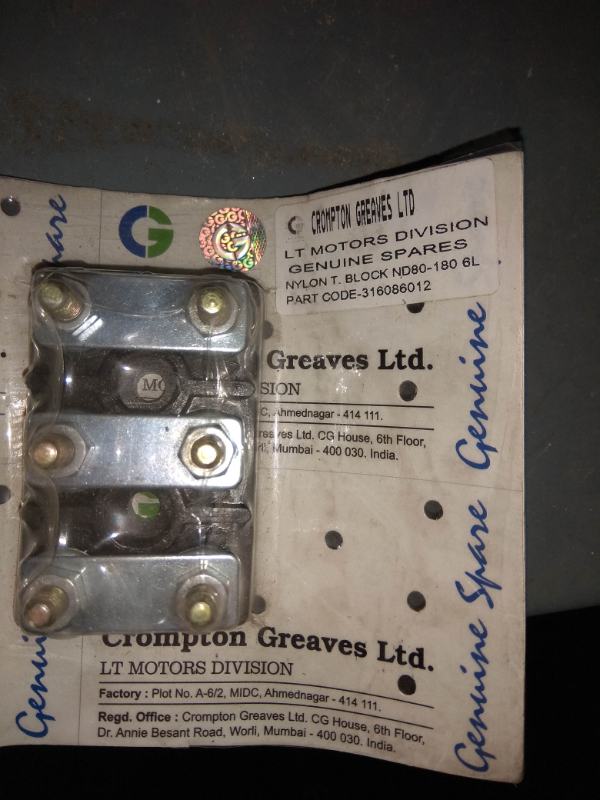 CROMPTON GREAVES LTD
LT MOTORS DIVISION
GENUINE SPARES
NYLON T. BLOCK ND80-180 6L
PART CODE-316086012
Greaves Ltd.
SION
C, Ahmednagar - 414 111.
Greaves Ltd. CG House, 6th Floor,
Mumbai - 400 030. India.
MO
Genuine
Crompton Greaves Ltd.
LT MOTORS DIVISION
Factory : Plot No. A-6/2, MIDC, Ahmednagar - 414 111.
Regd. Office : Crompton Greaves Ltd. CG House, 6th Floor,
Dr. Annie Besant Road, Worli, Mumbai - 400 030. India.
Genuine Spare
Genui